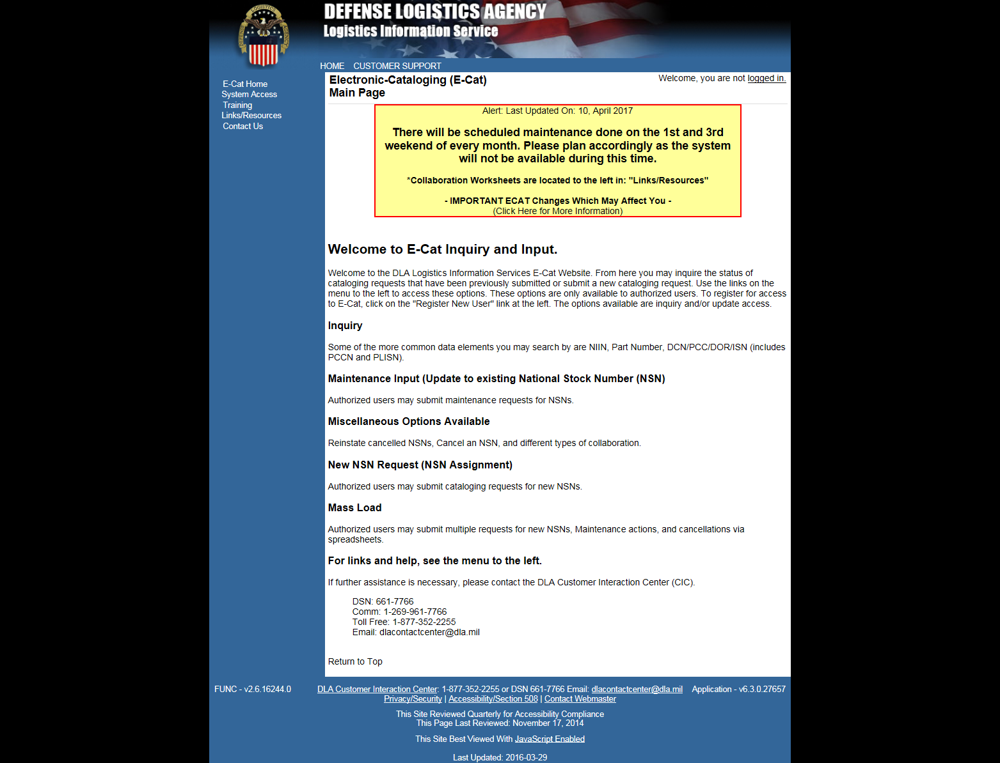 DEFENSE LOGISTICS AGENCY
Logistics Information Service
HOME CUSTOMER SUPPORT
E-Cat Home
System Access
Training
Links/Resources
Contact Us
Electronic-Cataloging (E-Cat)
Main Page
Welcome, you are not logged in.
Alert: Last Updated On: 10, April 2017
There will be scheduled maintenance done on the 1st and 3rd
weekend of every month. Please plan accordingly as the system
will not be available during this time.
*Collaboration Worksheets are located to the left in: "Links/Resources"
- IMPORTANT ECAT Changes Which May Affect You -
(Click Here for More Information)
Welcome to E-Cat Inquiry and Input.
Welcome to the DLA Logistics Information Services E-Cat Website. From here you may inquire the status of
cataloging requests that have been previously submitted or submit a new cataloging request. Use the links on the
menu to the left to access these options. These options are only available to authorized users. To register for access
to E-Cat, click on the "Register New User" link at the left. The options available are inquiry and/or update access.
Inquiry
Some of the more common data elements you may search by are NIIN, Part Number, DCN/PCC/DOR/ISN (includes
PCCN and PLISN).
Maintenance Input (Update to existing National Stock Number (NSN)
Authorized users may submit maintenance requests for NSNs.
Miscellaneous Options Available
Reinstate cancelled NSNs, Cancel an NSN, and different types of collaboration.
New NSN Request (NSN Assignment)
Authorized users may submit cataloging requests for new NSNs.
Mass Load
Authorized users may submit multiple requests for new NSNs, Maintenance actions, and cancellations via
spreadsheets.
For links and help, see the menu to the left.
If further assistance is necessary, please contact the DLA Customer Interaction Center (CIC).
DSN: 661-7766
Comm: 1-269-961-7766
Toll Free: 1-877-352-2255
Email: dlacontactcenter@dla.mil
Return to Top
FUNC - v2.6.16244.0
DLA Customer Interaction Center: 1-877-352-2255 or DSN 661-7766 Email: dlacontactcenter@dla.mil
Application - v6.3.0.27657
Privacy/Security | Accessibility/Section 508 | Contact Webmaster
This Site Reviewed Quarterly for Accessibility Compliance
This Page Last Reviewed: November 17, 2014
This Site Best Viewed With JavaScript Enabled
Last Updated: 2016-03-29